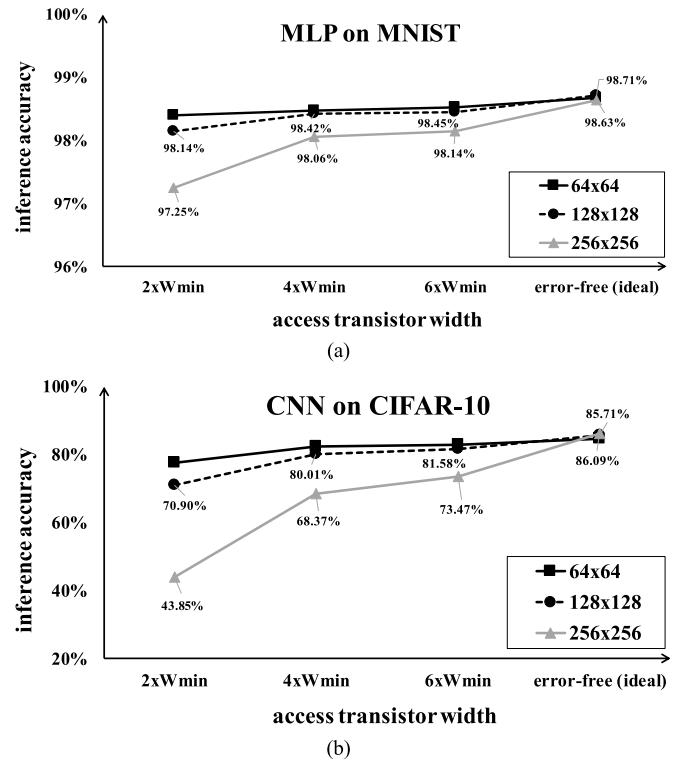 100%
MLP on MNIST
99%
98.71%
98%
98.14%
98.42%
98.06%
98.45%
98.14%
98.63%
97%
97.25%
96%
inference accuracy
64x64
128x128
256x256
2xWmin
4xWmin
6xWmin
error-free (ideal)
access transistor width
(a)
100%
CNN on CIFAR-10
85.71%
80%
80.01%
81.58%
86.09%
70.90%
68.37%
73.47%
60%
40%
43.85%
20%
inference accuracy
64x64
128x128
256x256
2xWmin
4xWmin
6xWmin
error-free (ideal)
access transistor width
(b)